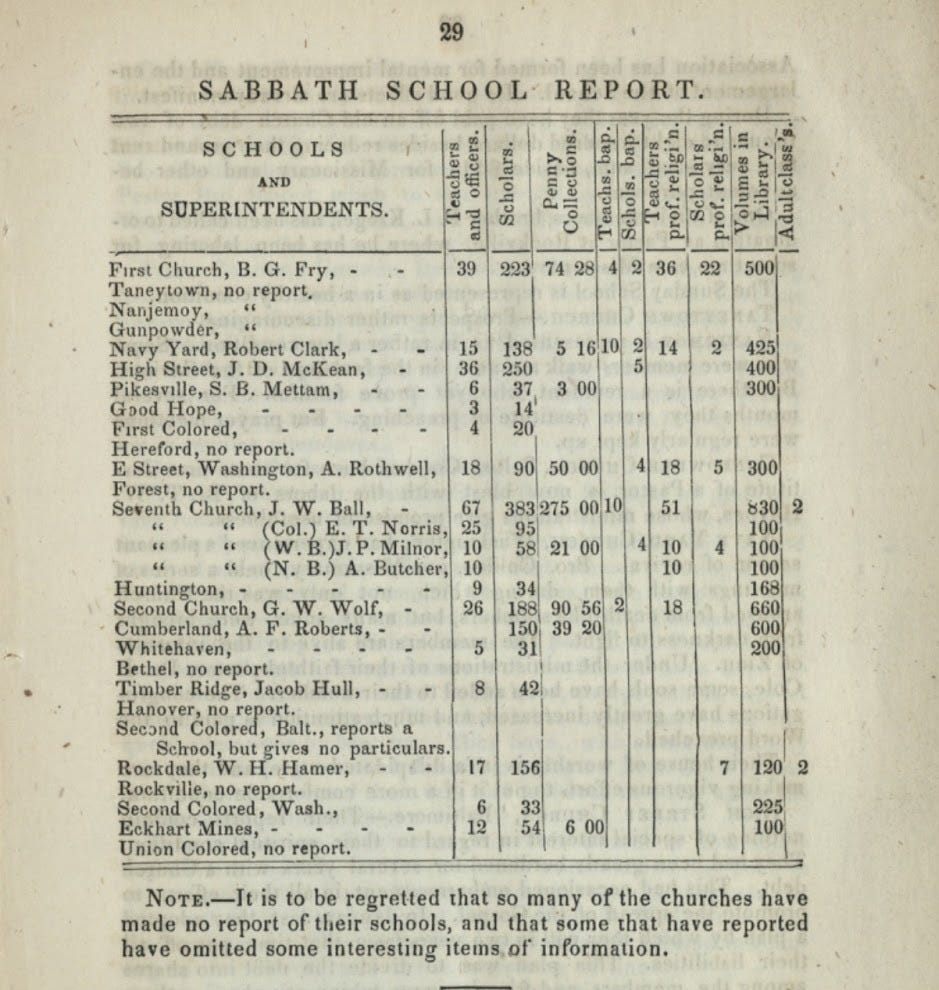 29
SABBATH SCHOOL REPORT.
SCHOOLS
AND
SUPERINTENDENTS.
Teachers and officers.
Scholars.
Penny Collections.
Teachs. bap.
Schols. bap.
Teachers prof. religi'n.
Scholars prof. religi'n.
Volumes in Library.
Adult class's.
First Church, B. G. Fry, - - 39 223 74 28 4 2 36 22 500
Taneytown, no report.
Nanjemoy, “
Gunpowder, “
Navy Yard, Robert Clark, - - 15 138 5 16 10 2 14 2 425
High Street, J. D. McKean, - 36 250 5 400
Pikesville, S. B. Mettam, - - 6 37 3 00 300
Good Hope, - - - - 3 14
First Colored, - - - - 4 20
Hereford, no report.
E Street, Washington, A. Rothwell, 18 90 50 00 4 18 5 300
Forest, no report.
Seventh Church, J. W. Ball, - 67 383 275 00 10 51 830 2
“ “ (Col.) E. T. Norris, 25 95 100
“ “ (W. B.) J. P. Milnor, 10 58 21 00 4 10 4 100
“ “ (N. B.) A. Butcher, 10 10 100
Huntington, - - - - - 9 34 168
Second Church, G. W. Wolf, - 26 188 90 56 2 18 660
Cumberland, A. F. Roberts, - - 150 39 20 600
Whitehaven, - - - - 5 31 200
Bethel, no report.
Timber Ridge, Jacob Hull, - - 8 42
Hanover, no report.
Second Colored, Balt., reports a
School, but gives no particulars.
Rockdale, W. H. Hamer, - - 17 156 7 120 2
Rockville, no report.
Second Colored, Wash., 6 33 225
Eckhart Mines, - - - - 12 54 6 00 100
Union Colored, no report.
NOTE.—It is to be regretted that so many of the churches have
made no report of their schools, and that some that have reported
have omitted some interesting items of information.